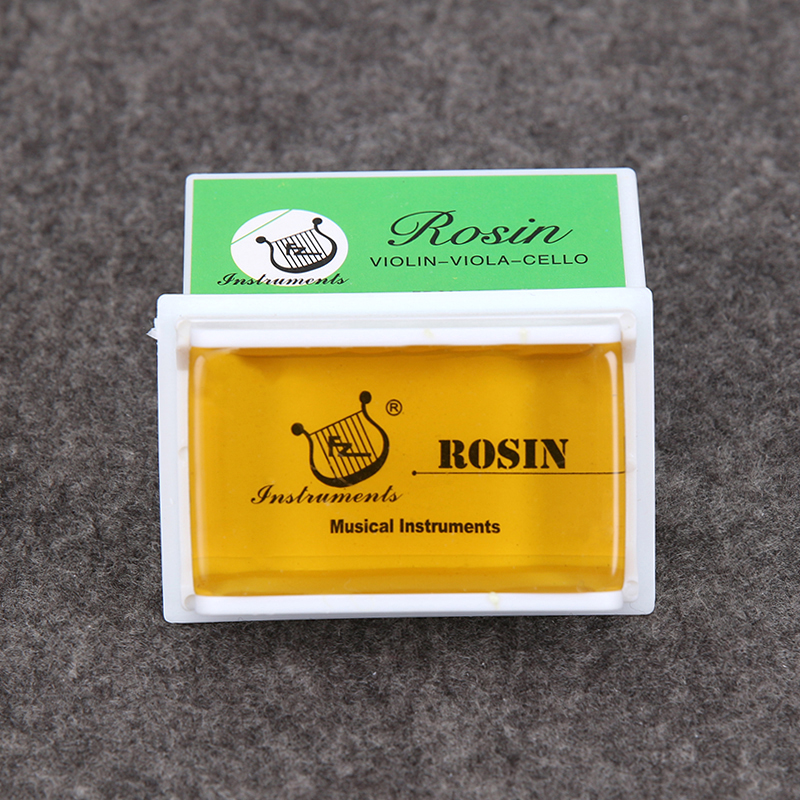 Rosin
VIOLIN-VIOLA-CELLO
Instruments
®
ROSIN
Instruments
Musical Instruments